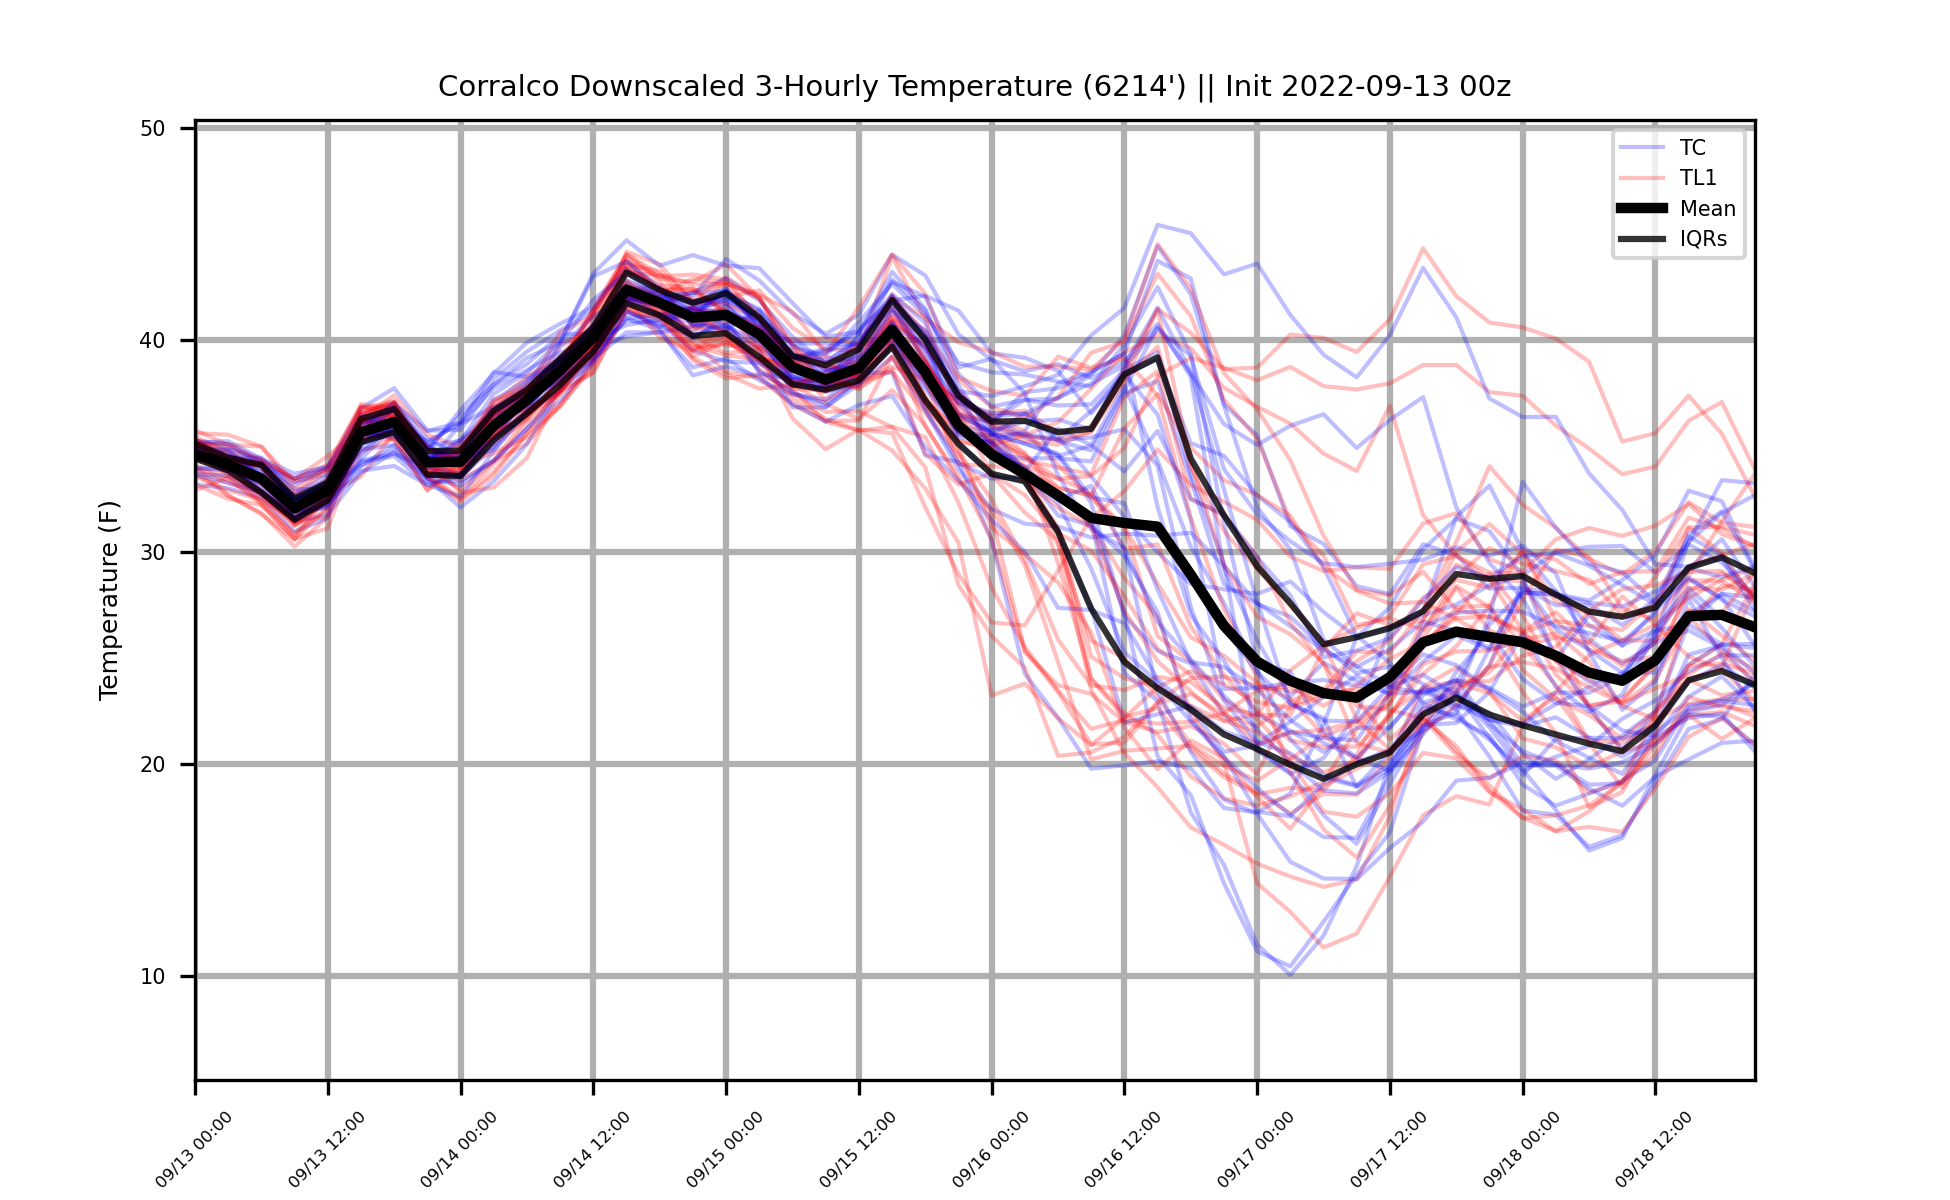 Corralco Downscaled 3-Hourly Temperature (6214') || Init 2022-09-13 00z
TC
TL1
Mean
IQRs
Temperature (F)
50
40
30
20
10
09/13 00:00
09/13 12:00
09/14 00:00
09/14 12:00
09/15 00:00
09/15 12:00
09/16 00:00
09/16 12:00
09/17 00:00
09/17 12:00
09/18 00:00
09/18 12:00